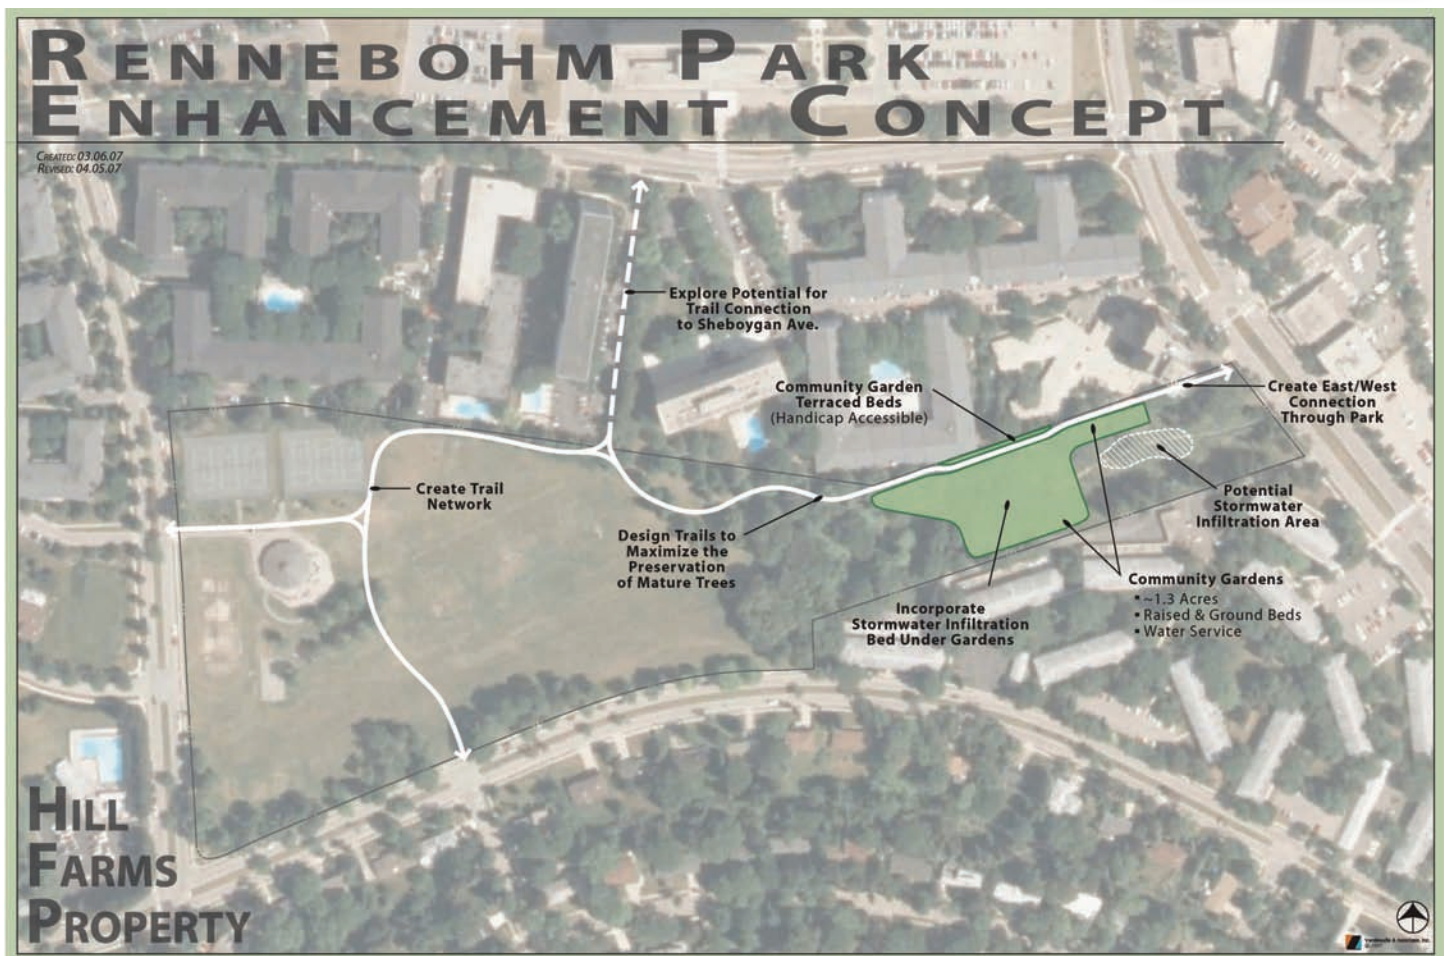 RENNEBOHM PARK
ENHANCEMENT CONCEPT
CREATED: 03.06.07
REVISED: 04.05.07
Explore Potential for
Trail Connection
to Sheboygan Ave.
Community Garden
Terraced Beds
(Handicap Accessible)
Create East/West
Connection
Through Park
Create Trail
Network
Potential
Stormwater
Infiltration Area
Design Trails to
Maximize the
Preservation
of Mature Trees
Community Gardens
▪ ~1.3 Acres
▪ Raised & Ground Beds
▪ Water Service
Incorporate
Stormwater Infiltration
Bed Under Gardens
HILL
FARMS
PROPERTY